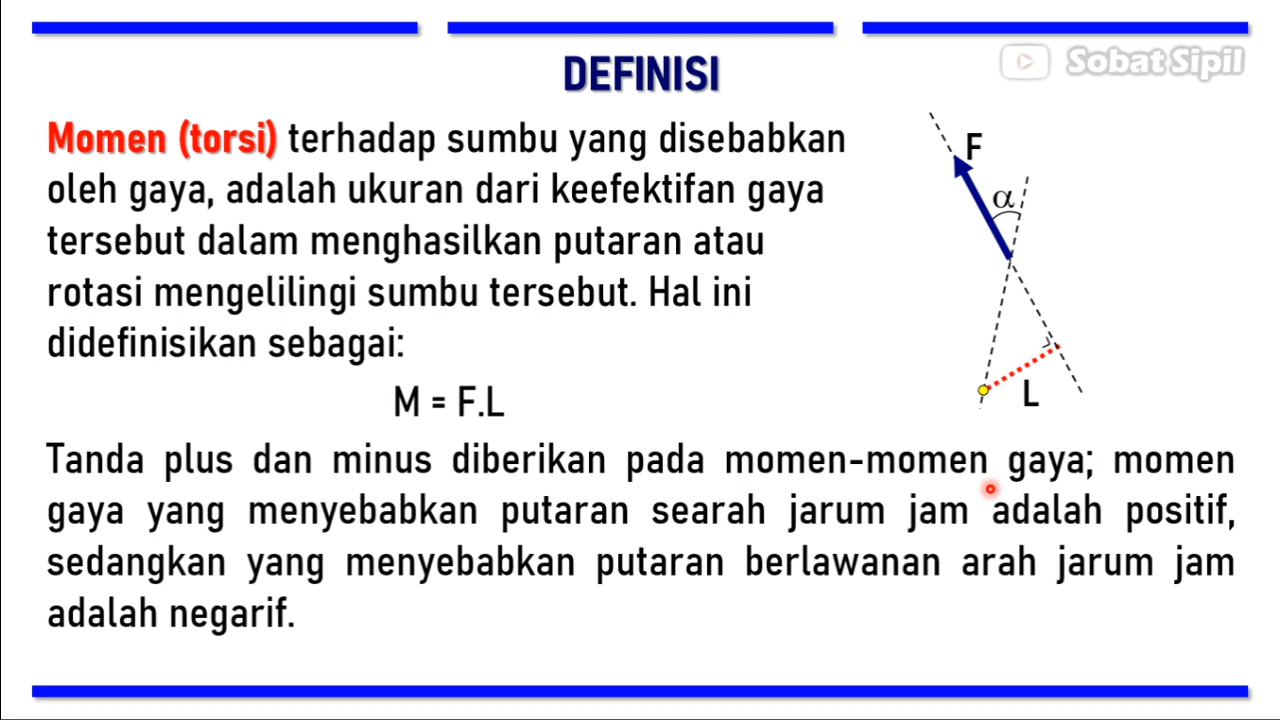 Sobat Sipil
DEFINISI
Momen (torsi) terhadap sumbu yang disebabkan
oleh gaya, adalah ukuran dari keefektifan gaya
tersebut dalam menghasilkan putaran atau
rotasi mengelilingi sumbu tersebut. Hal ini
didefinisikan sebagai:
M = F.L
F
α
L
Tanda plus dan minus diberikan pada momen-momen gaya; momen
gaya yang menyebabkan putaran searah jarum jam adalah positif,
sedangkan yang menyebabkan putaran berlawanan arah jarum jam
adalah negarif.